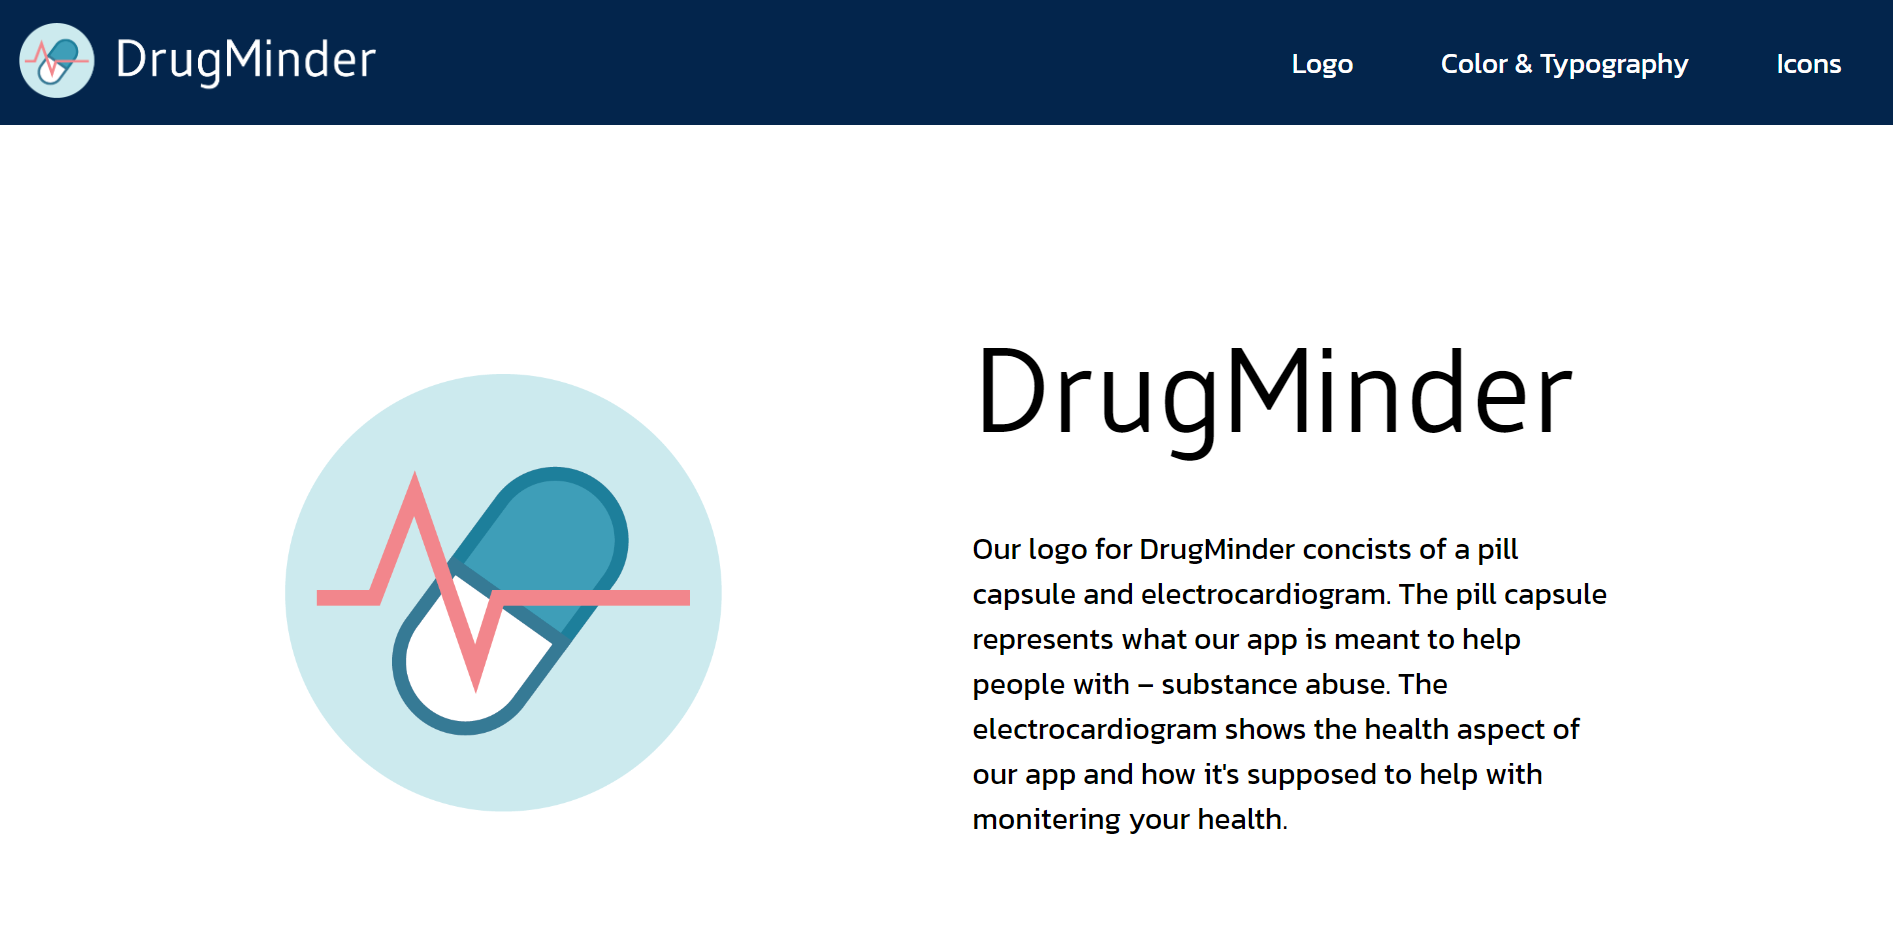 DrugMinder
Logo
Color & Typography
Icons
DrugMinder
Our logo for DrugMinder concists of a pill
capsule and electrocardiogram. The pill capsule
represents what our app is meant to help
people with – substance abuse. The
electrocardiogram shows the health aspect of
our app and how it's supposed to help with
monitering your health.